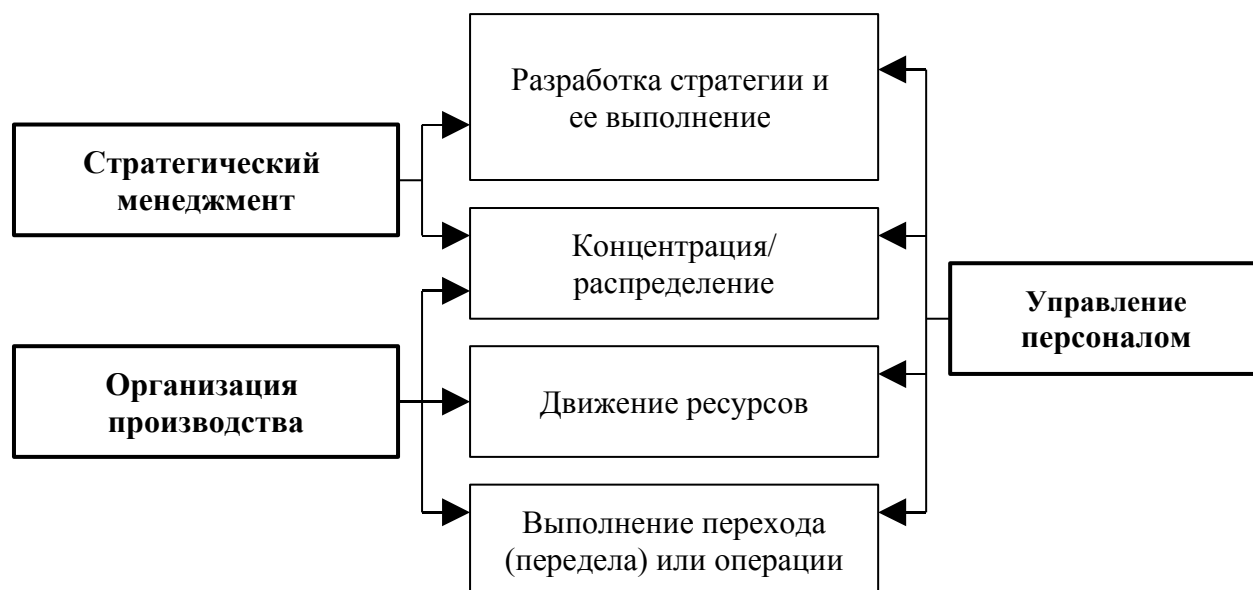 Разработка стратегии и
ее выполнение
Стратегический
менеджмент
Концентрация/
распределение
Управление
персоналом
Организация
производства
Движение ресурсов
Выполнение перехода
(передела) или операции